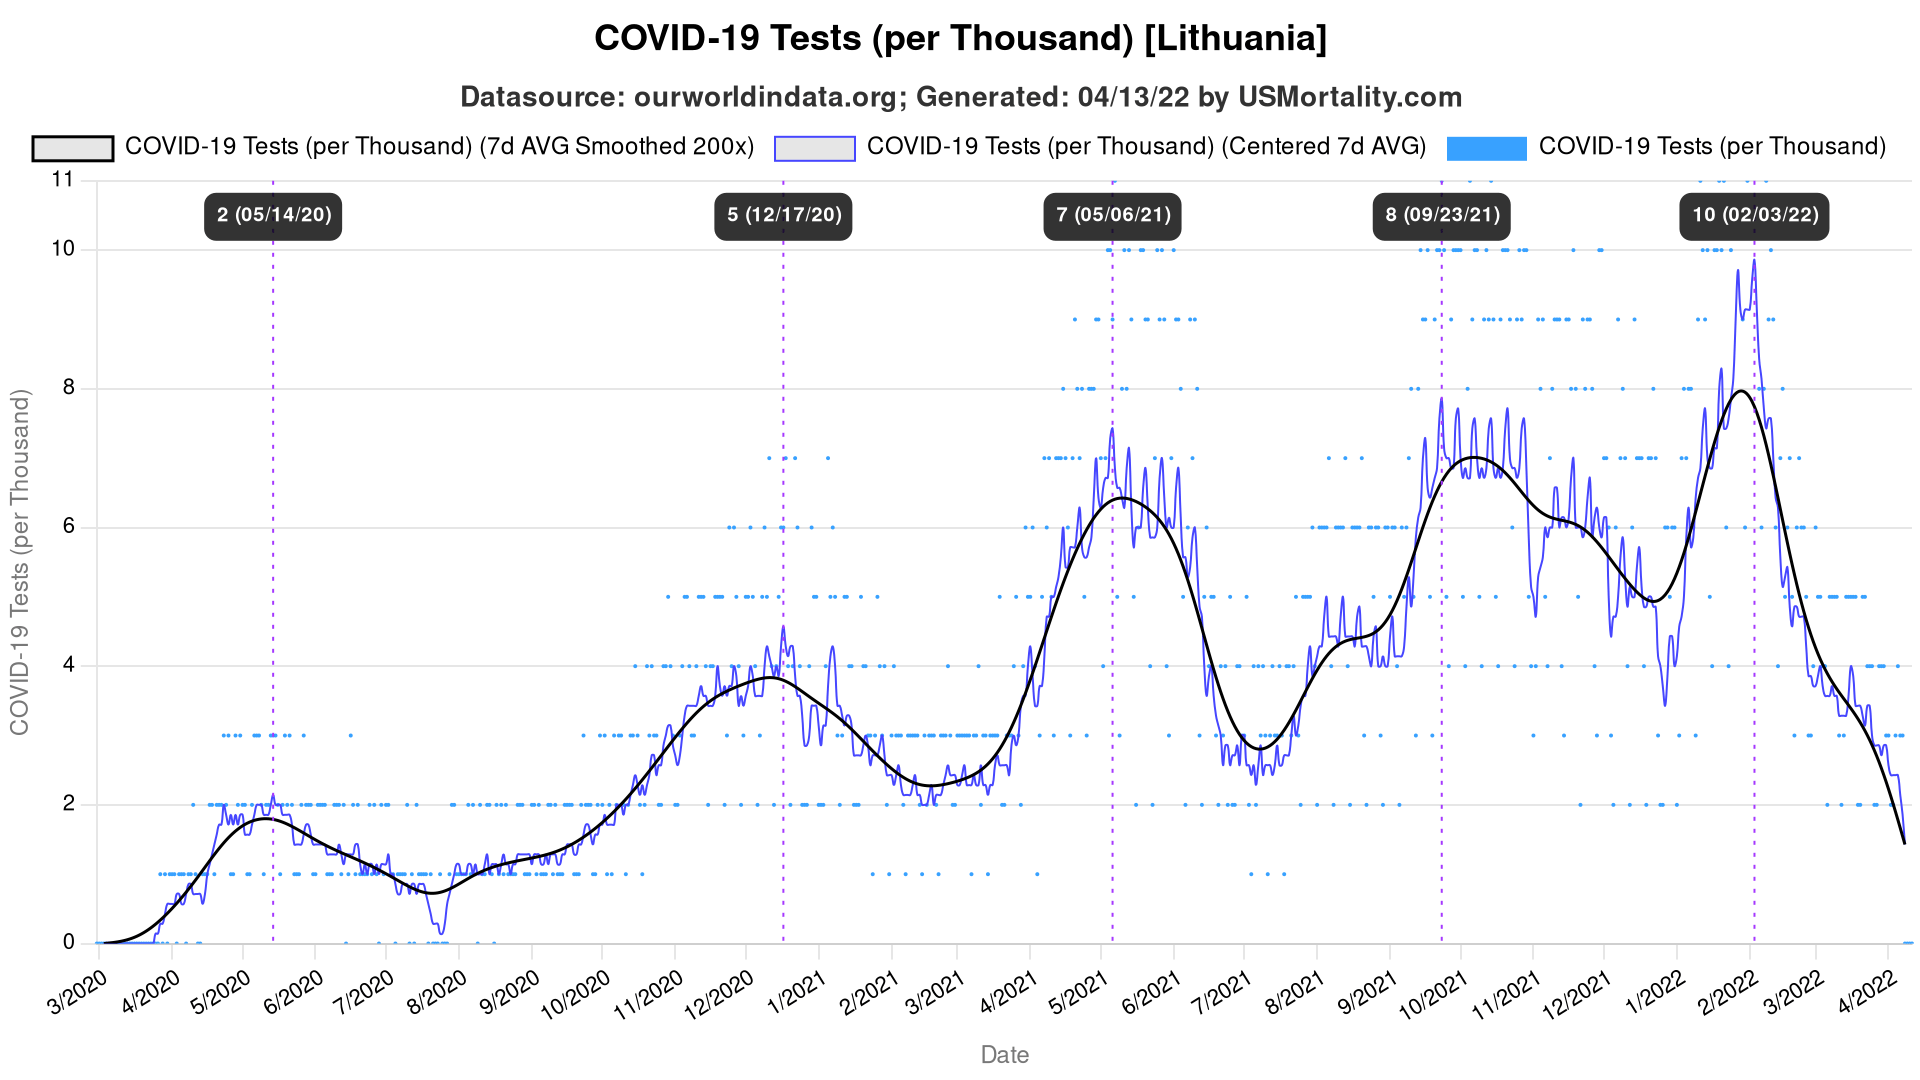 COVID-19 Tests (per Thousand) [Lithuania]
Datasource: ourworldindata.org; Generated: 04/13/22 by USMortality.com
COVID-19 Tests (per Thousand) (7d AVG Smoothed 200x) COVID-19 Tests (per Thousand) (Centered 7d AVG) COVID-19 Tests (per Thousand)
11
2 (05/14/20) 5 (12/17/20) 7 (05/06/21) 8 (09/23/21) 10 (02/03/22)
10
8
6
4
2
0
COVID-19 Tests (per Thousand)
3/2020 4/2020 5/2020 6/2020 7/2020 8/2020 9/2020 10/2020 11/2020 12/2020 1/2021 2/2021 3/2021 4/2021 5/2021 6/2021 7/2021 8/2021 9/2021 10/2021 11/2021 12/2021 1/2022 2/2022 3/2022 4/2022
Date